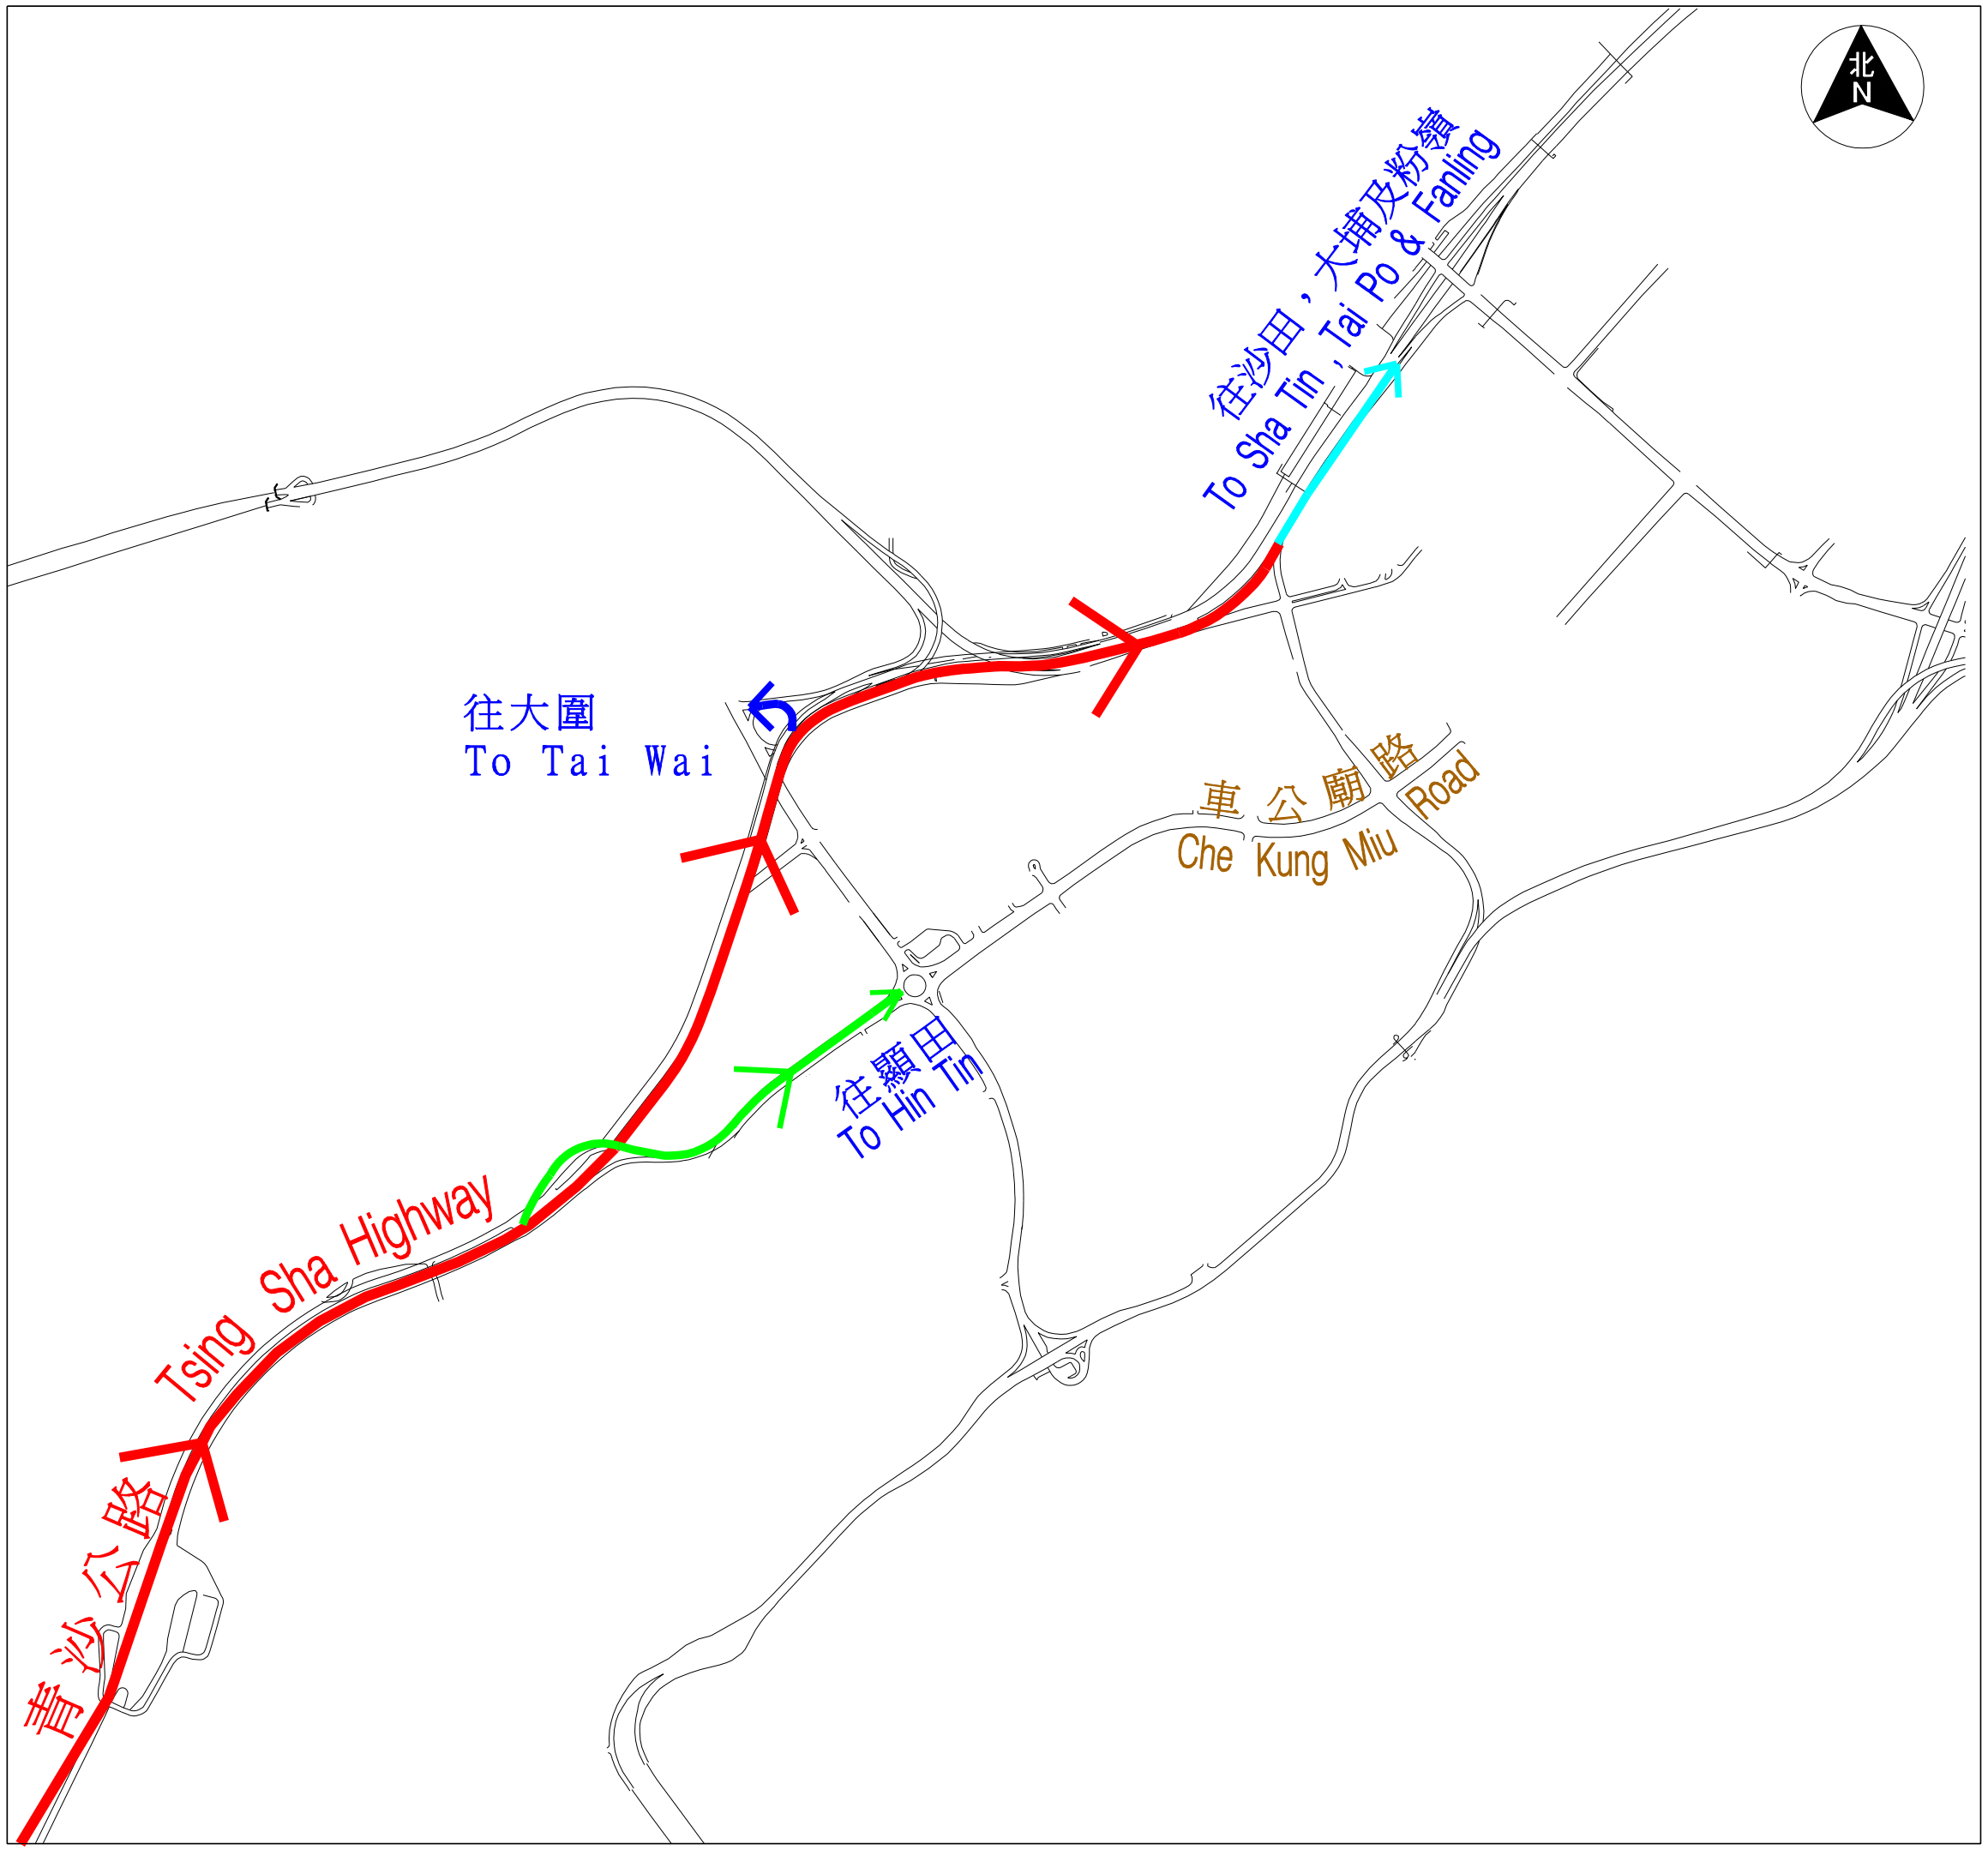 北
N
往沙田，大埔及粉嶺
To Sha Tin , Tai Po & Fanling
往大圍
To Tai Wai
車公廟路
Che Kung Miu Road
往顯田
To Hin Tin
Tsing Sha Highway
青沙公路